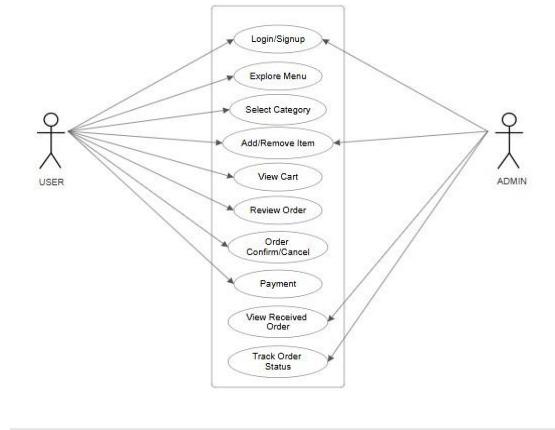 Login/Signup
Explore Menu
Select Category
Add/Remove Item
View Cart
Review Order
Order
Confirm/Cancel
Payment
View Received
Order
Track Order
Status
USER
ADMIN